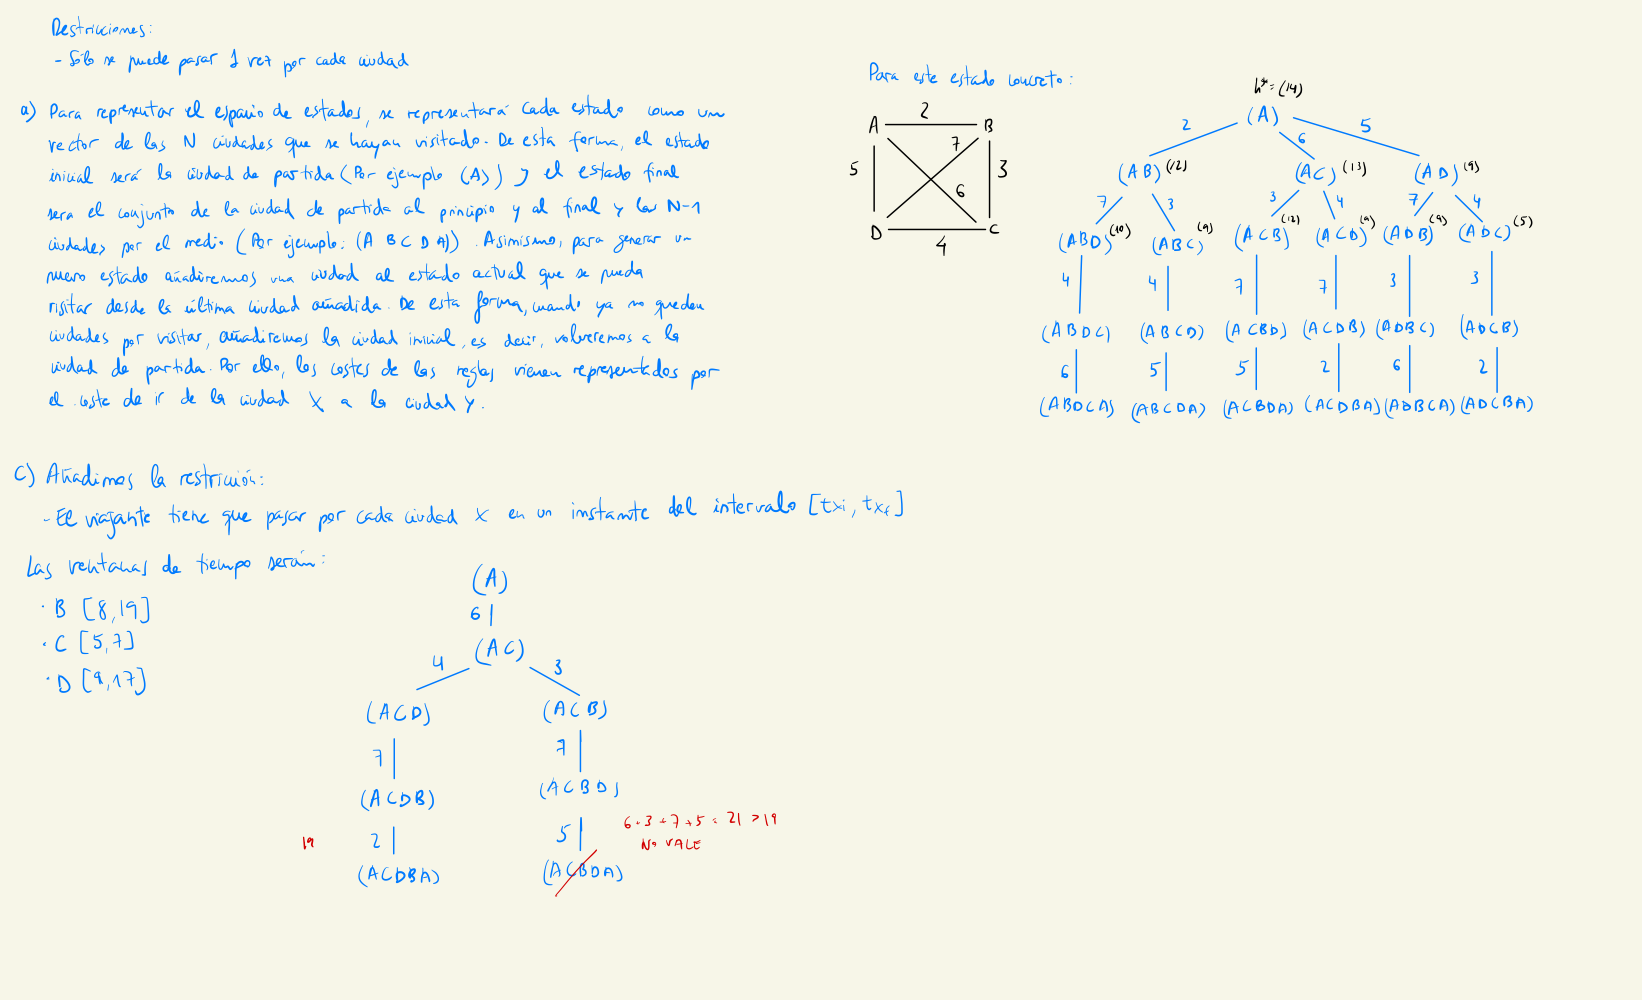 Restricciones:
- Sólo se puede pasar 1 vez por cada ciudad
a) Para representar el espacio de estados, se representará cada estado como un
vector de las N ciudades que se hayan visitado. De esta forma, el estado
inicial será la ciudad de partida (Por ejemplo (A)) y el estado final
sera el conjunto de la ciudad de partida al principio y al final y las N-1
ciudades por el medio (Por ejemplo: (A B C D A)). Asimismo, para generar un
nuevo estado añadiremos una ciudad al estado actual que se pueda
visitar desde la última ciudad añadida. De esta forma, cuando ya no queden
ciudades por visitar, añadiremos la ciudad inicial, es decir, volveremos a la
ciudad de partida. Por ello, los costes de las reglas vienen representados por
el coste de ir de la ciudad X a la ciudad Y.
Para este estado concreto:
A 2 B
5 7 3
6
D 4 C
h* = (14)
(A)
2 6 5
(AB) (12) (AC) (13) (AD) (9)
7 3 3 4 7 4
(ABD) (10) (ABC) (9) (ACB) (12) (ACD) (9) (ADB) (9) (ADC) (5)
4 4 7 7 3 3
(ABDC) (ABCD) (ACBD) (ACDB) (ADBC) (ADCB)
6 5 5 2 6 2
(ABDCA) (ABCDA) (ACBDA) (ACDBA) (ADBCA) (ADCBA)
C) Añadimos la restricción:
- El viajante tiene que pasar por cada ciudad X en un instante del intervalo [txi, txf]
Las ventanas de tiempo serán:
· B [8,19]
· C [5,7]
· D [9,17]
(A)
6
(AC)
4 3
(ACD) (ACB)
7 7
(ACDB) (ACBD)
19 2 5 6+3+7+5 = 21 > 19
NO VALE
(ACDBA) (ACBDA)